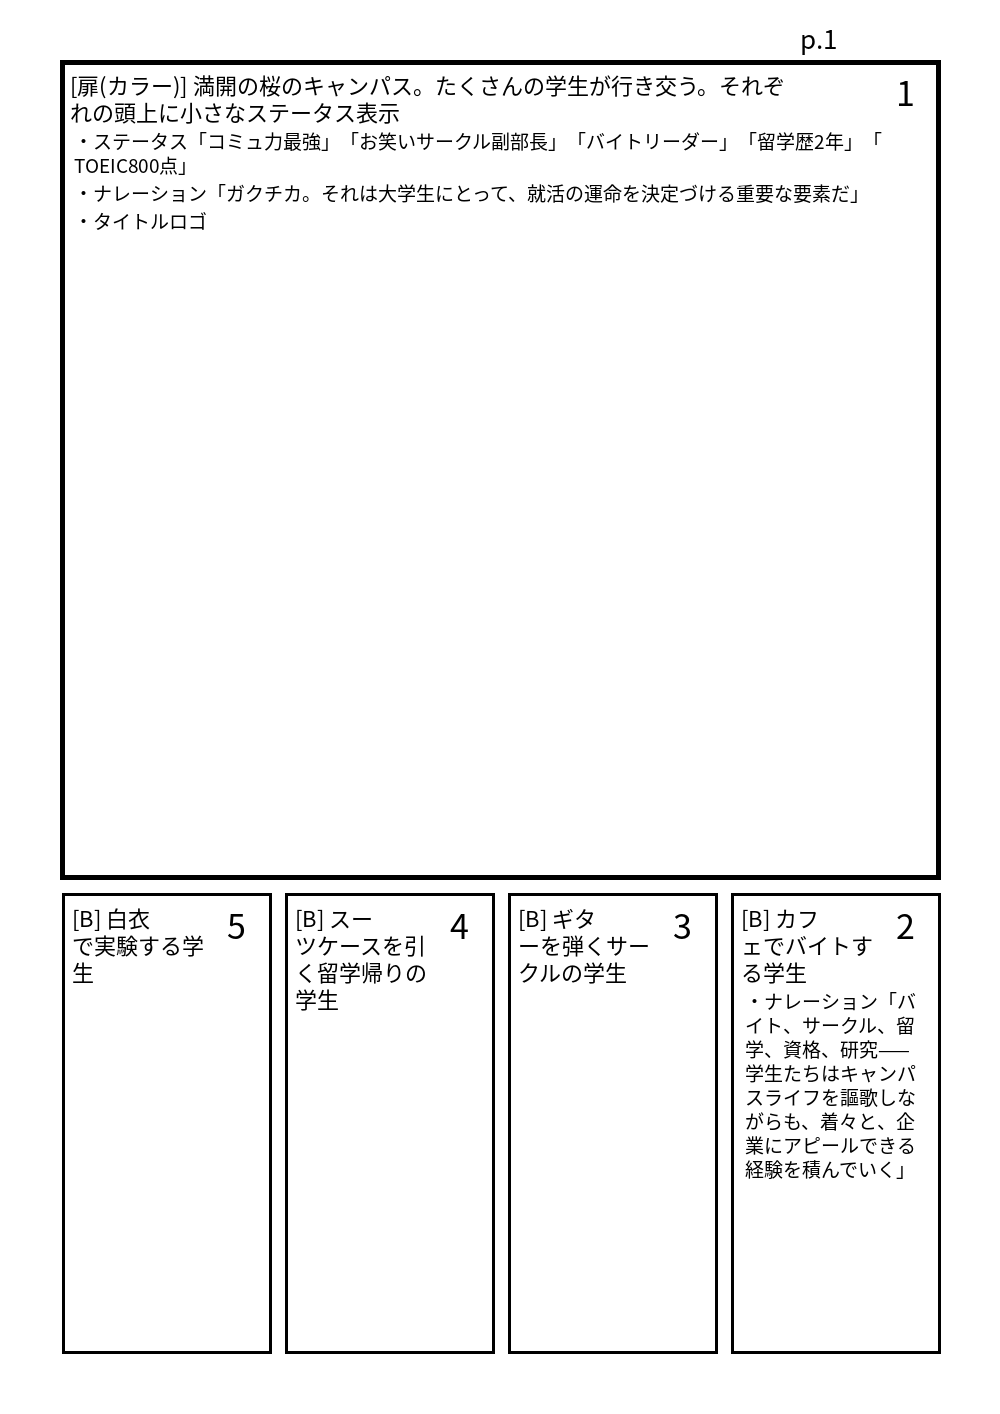 p.1
[扉(カラー)] 満開の桜のキャンパス。たくさんの学生が行き交う。それぞ
れの頭上に小さなステータス表示
1
・ステータス「コミュ力最強」「お笑いサークル副部長」「バイトリーダー」「留学歴2年」「
TOEIC800点」
・ナレーション「ガクチカ。それは大学生にとって、就活の運命を決定づける重要な要素だ」
・タイトルロゴ
[B] カフ
ェでバイトす
る学生
2
・ナレーション「バ
イト、サークル、留
学、資格、研究——
学生たちはキャンパ
スライフを謳歌しな
がらも、着々と、企
業にアピールできる
経験を積んでいく」
[B] ギタ
ーを弾くサー
クルの学生
3
[B] スー
ツケースを引
く留学帰りの
学生
4
[B] 白衣
で実験する学
生
5